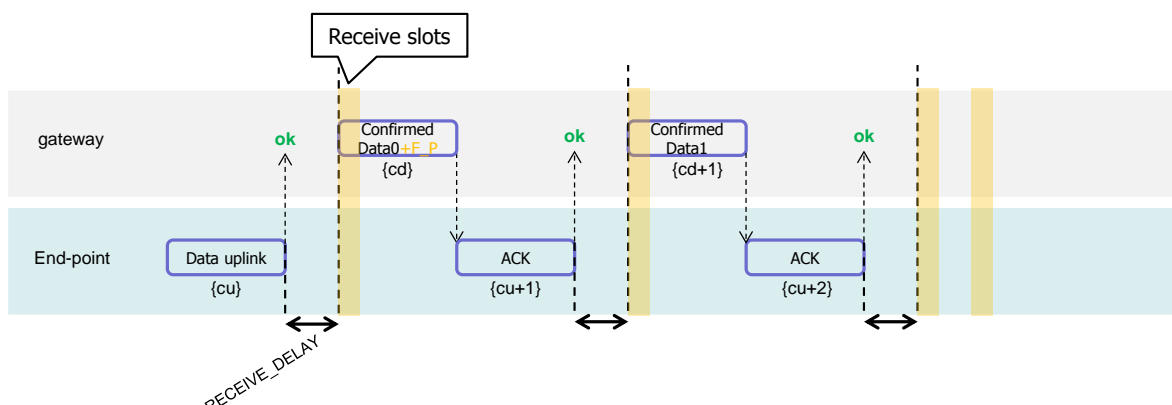 Receive slots
gateway
ok
Confirmed
Data0+F_P
{cd}
ok
Confirmed
Data1
{cd+1}
ok
End-point
Data uplink
{cu}
ACK
{cu+1}
ACK
{cu+2}
RECEIVE_DELAY